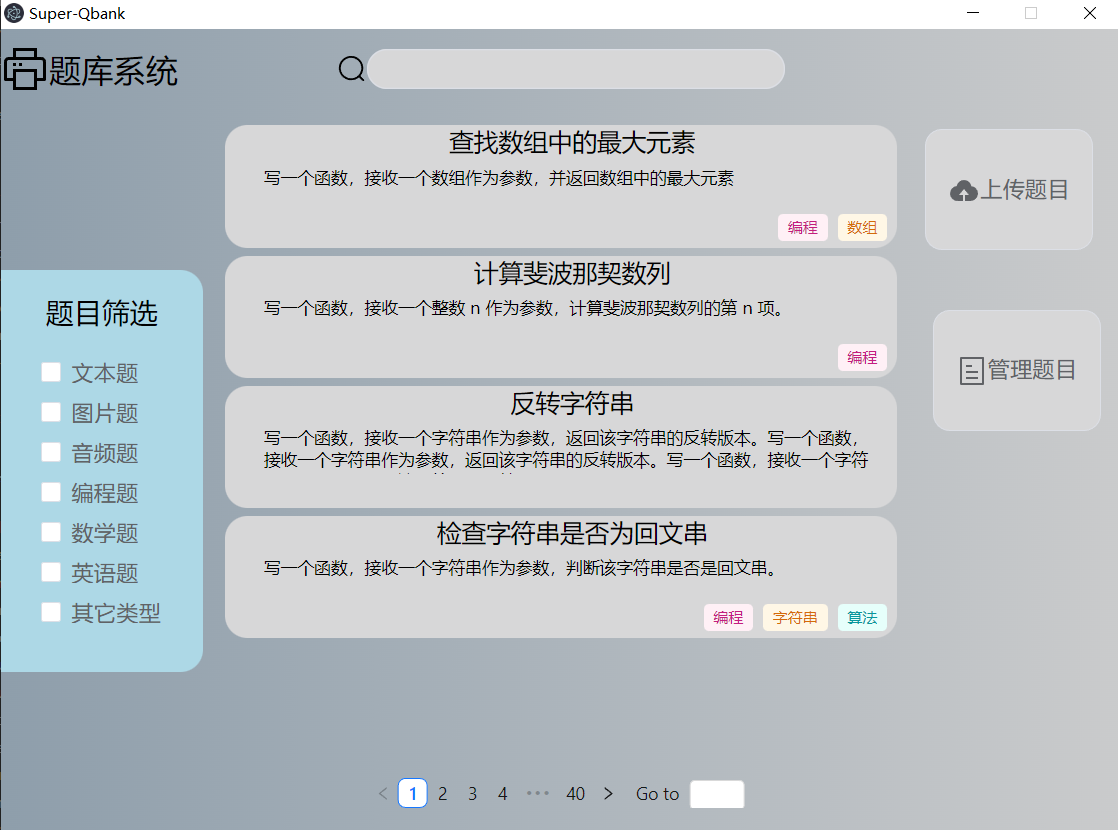 Super-Qbank
题库系统
查找数组中的最大元素
写一个函数，接收一个数组作为参数，并返回数组中的最大元素
编程 数组
计算斐波那契数列
写一个函数，接收一个整数 n 作为参数，计算斐波那契数列的第 n 项。
编程
反转字符串
写一个函数，接收一个字符串作为参数，返回该字符串的反转版本。写一个函数，
接收一个字符串作为参数，返回该字符串的反转版本。写一个函数，接收一个字符
检查字符串是否为回文串
写一个函数，接收一个字符串作为参数，判断该字符串是否是回文串。
编程 字符串 算法
上传题目
管理题目
题目筛选
文本题
图片题
音频题
编程题
数学题
英语题
其它类型
< 1 2 3 4 ••• 40 > Go to